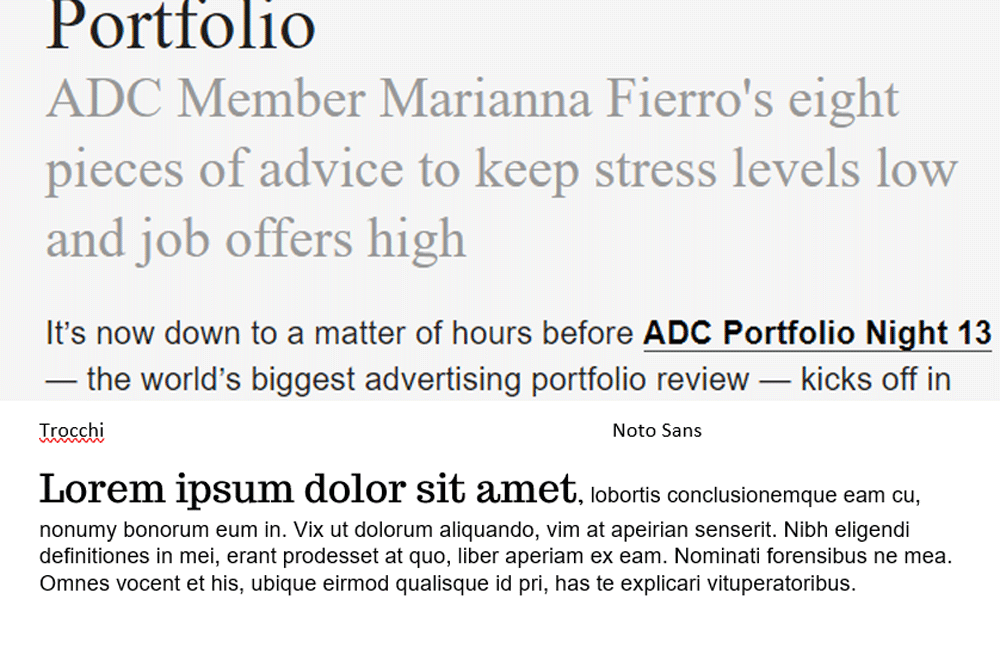 Portfolio
ADC Member Marianna Fierro's eight
pieces of advice to keep stress levels low
and job offers high
It’s now down to a matter of hours before ADC Portfolio Night 13
— the world’s biggest advertising portfolio review — kicks off in
Trocchi Noto Sans
Lorem ipsum dolor sit amet, lobortis conclusionemque eam cu,
nonumy bonorum eum in. Vix ut dolorum aliquando, vim at apeirian senserit. Nibh eligendi
definitiones in mei, erant prodesset at quo, liber aperiam ex eam. Nominati forensibus ne mea.
Omnes vocent et his, ubique eirmod qualisque id pri, has te explicari vituperatoribus.